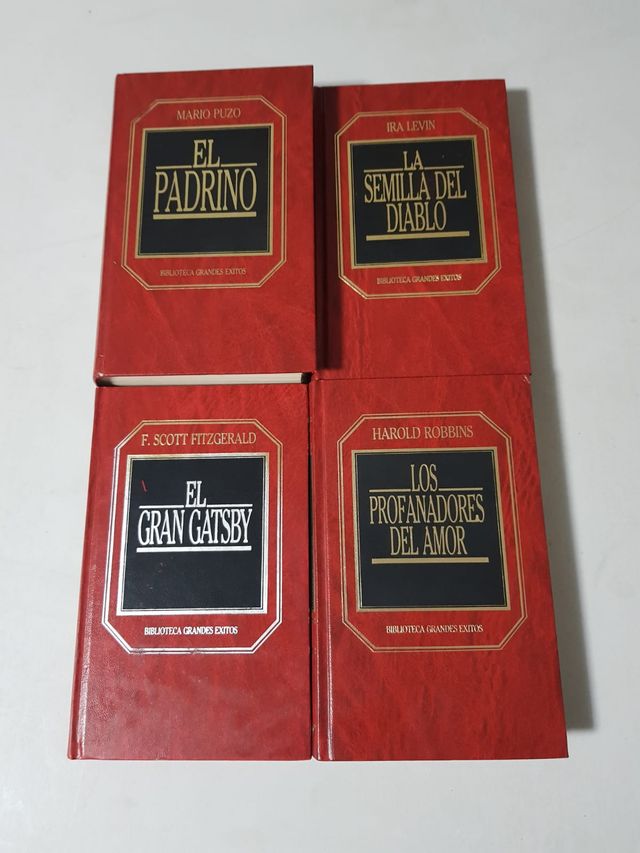 MARIO PUZO
EL
PADRINO
BIBLIOTECA GRANDES EXITOS
IRA LEVIN
LA
SEMILLA DEL
DIABLO
BIBLIOTECA GRANDES EXITOS
F. SCOTT FITZGERALD
EL
GRAN GATSBY
BIBLIOTECA GRANDES EXITOS
HAROLD ROBBINS
LOS
PROFANADORES
DEL AMOR
BIBLIOTECA GRANDES EXITOS